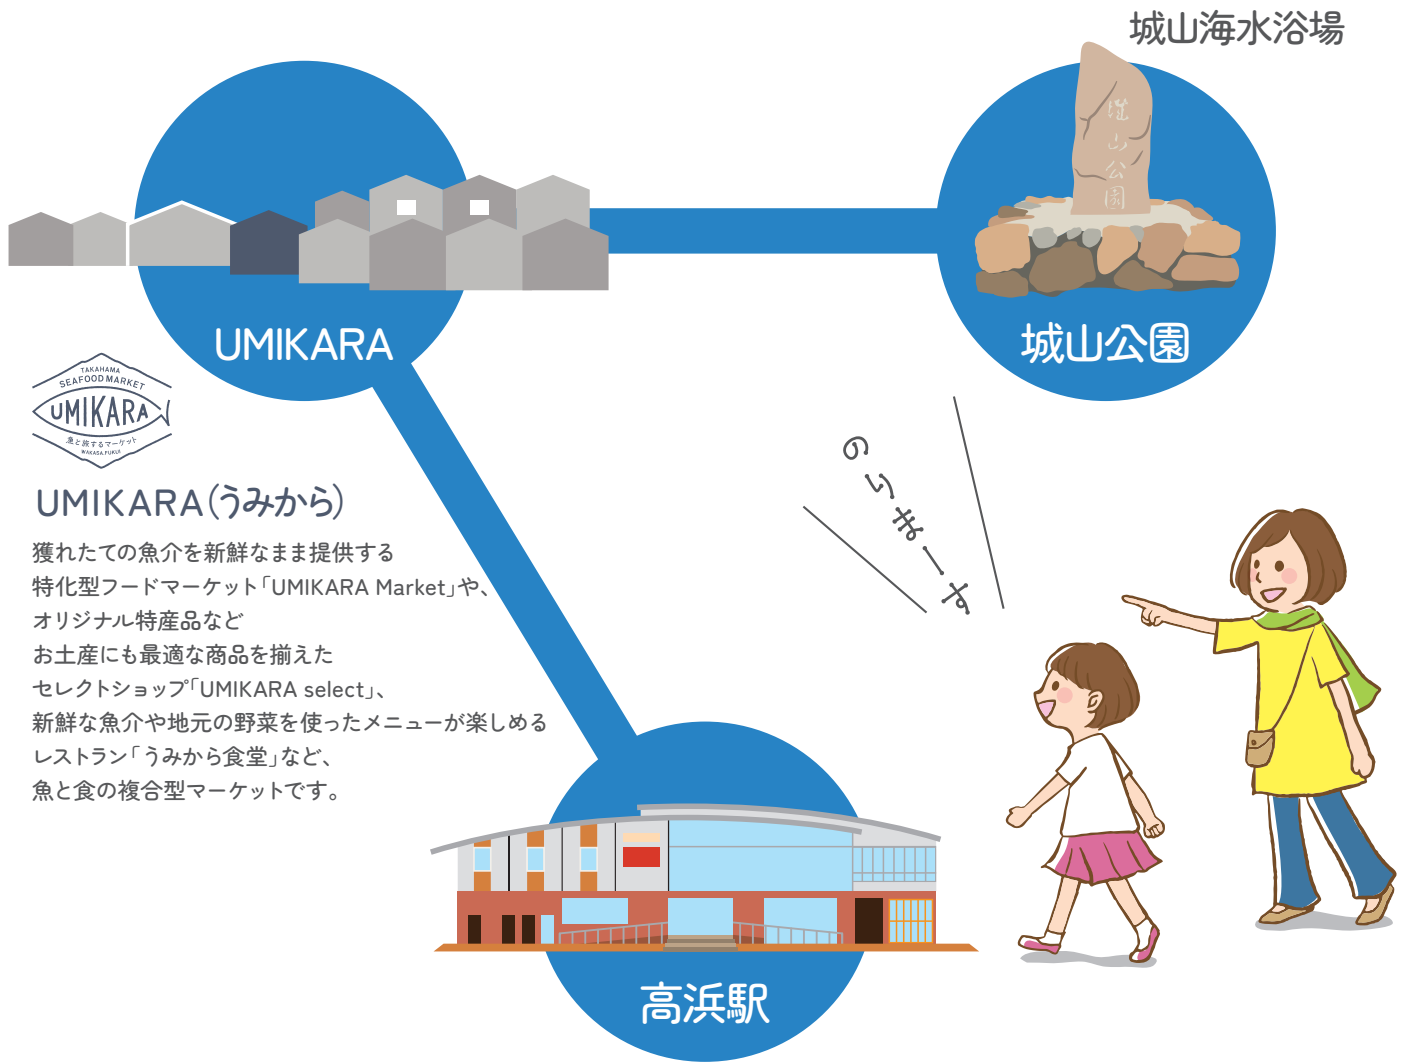 城山海水浴場
城山公園
UMIKARA
城山公園
TAKAHAMA
SEAFOOD MARKET
UMIKARA
魚と旅するマーケット
WAKASA, FUKUI
UMIKARA(うみから)
獲れたての魚介を新鮮なまま提供する
特化型フードマーケット「UMIKARA Market」や、
オリジナル特産品など
お土産にも最適な商品を揃えた
セレクトショップ「UMIKARA select」、
新鮮な魚介や地元の野菜を使ったメニューが楽しめる
レストラン「うみから食堂」など、
魚と食の複合型マーケットです。
のりまーす
高浜駅